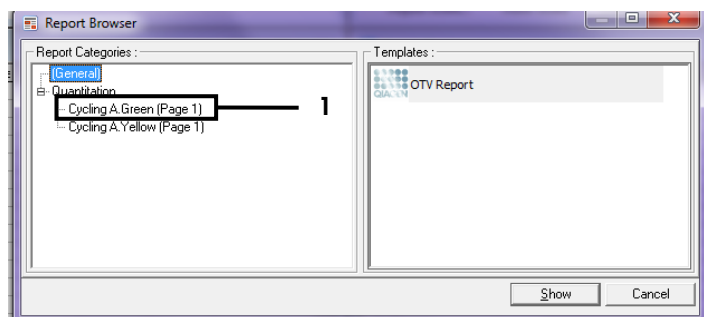 Report Browser
Report Categories :
(General)
Quantitation
Cycling A.Green (Page 1)
Cycling A.Yellow (Page 1)
1
Templates :
QIAGEN
OTV Report
Show
Cancel